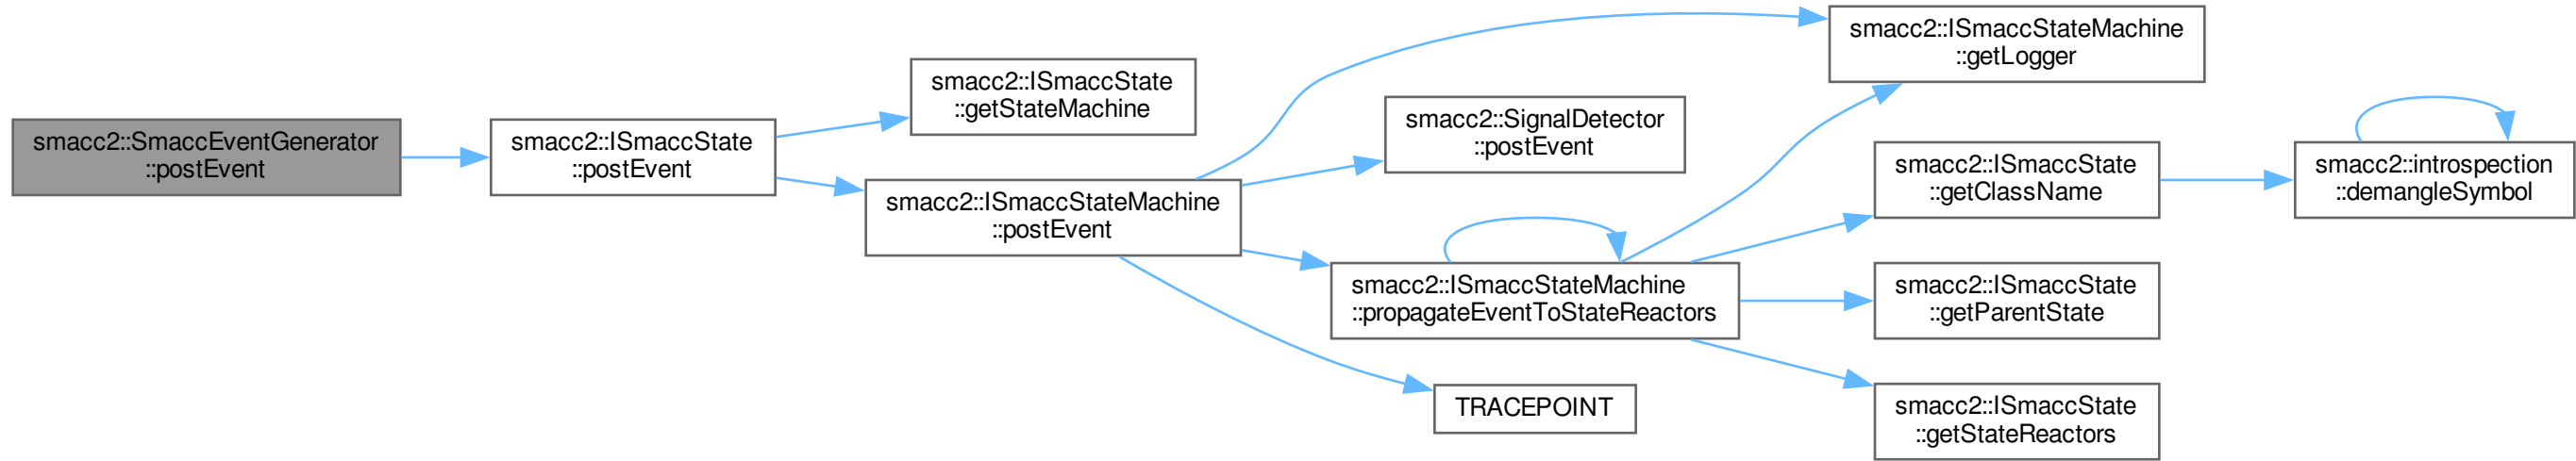 smacc2::SmaccEventGenerator
::postEvent
smacc2::ISmaccState
::postEvent
smacc2::ISmaccState
::getStateMachine
smacc2::ISmaccStateMachine
::postEvent
smacc2::ISmaccStateMachine
::getLogger
smacc2::SignalDetector
::postEvent
smacc2::ISmaccStateMachine
::propagateEventToStateReactors
TRACEPOINT
smacc2::ISmaccState
::getClassName
smacc2::introspection
::demangleSymbol
smacc2::ISmaccState
::getParentState
smacc2::ISmaccState
::getStateReactors